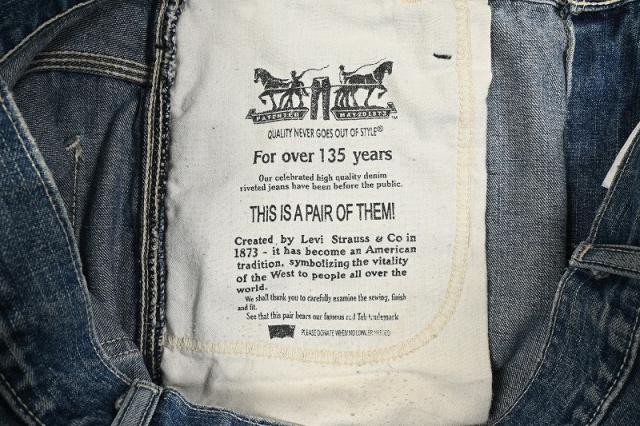 PATENTED MAY 20 1873
QUALITY NEVER GOES OUT OF STYLE®
For over 135 years
Our celebrated high quality denim
riveted jeans have been before the public.
THIS IS A PAIR OF THEM!
Created by Levi Strauss & Co in
1873 - it has become an American
tradition, symbolizing the vitality
of the West to people all over the
world.
We shall thank you to carefully examine the sewing, finish
and fit.
See that this pair bears our famous red Tab trademark
PLEASE DONATE WHEN NO LONGER NEEDED